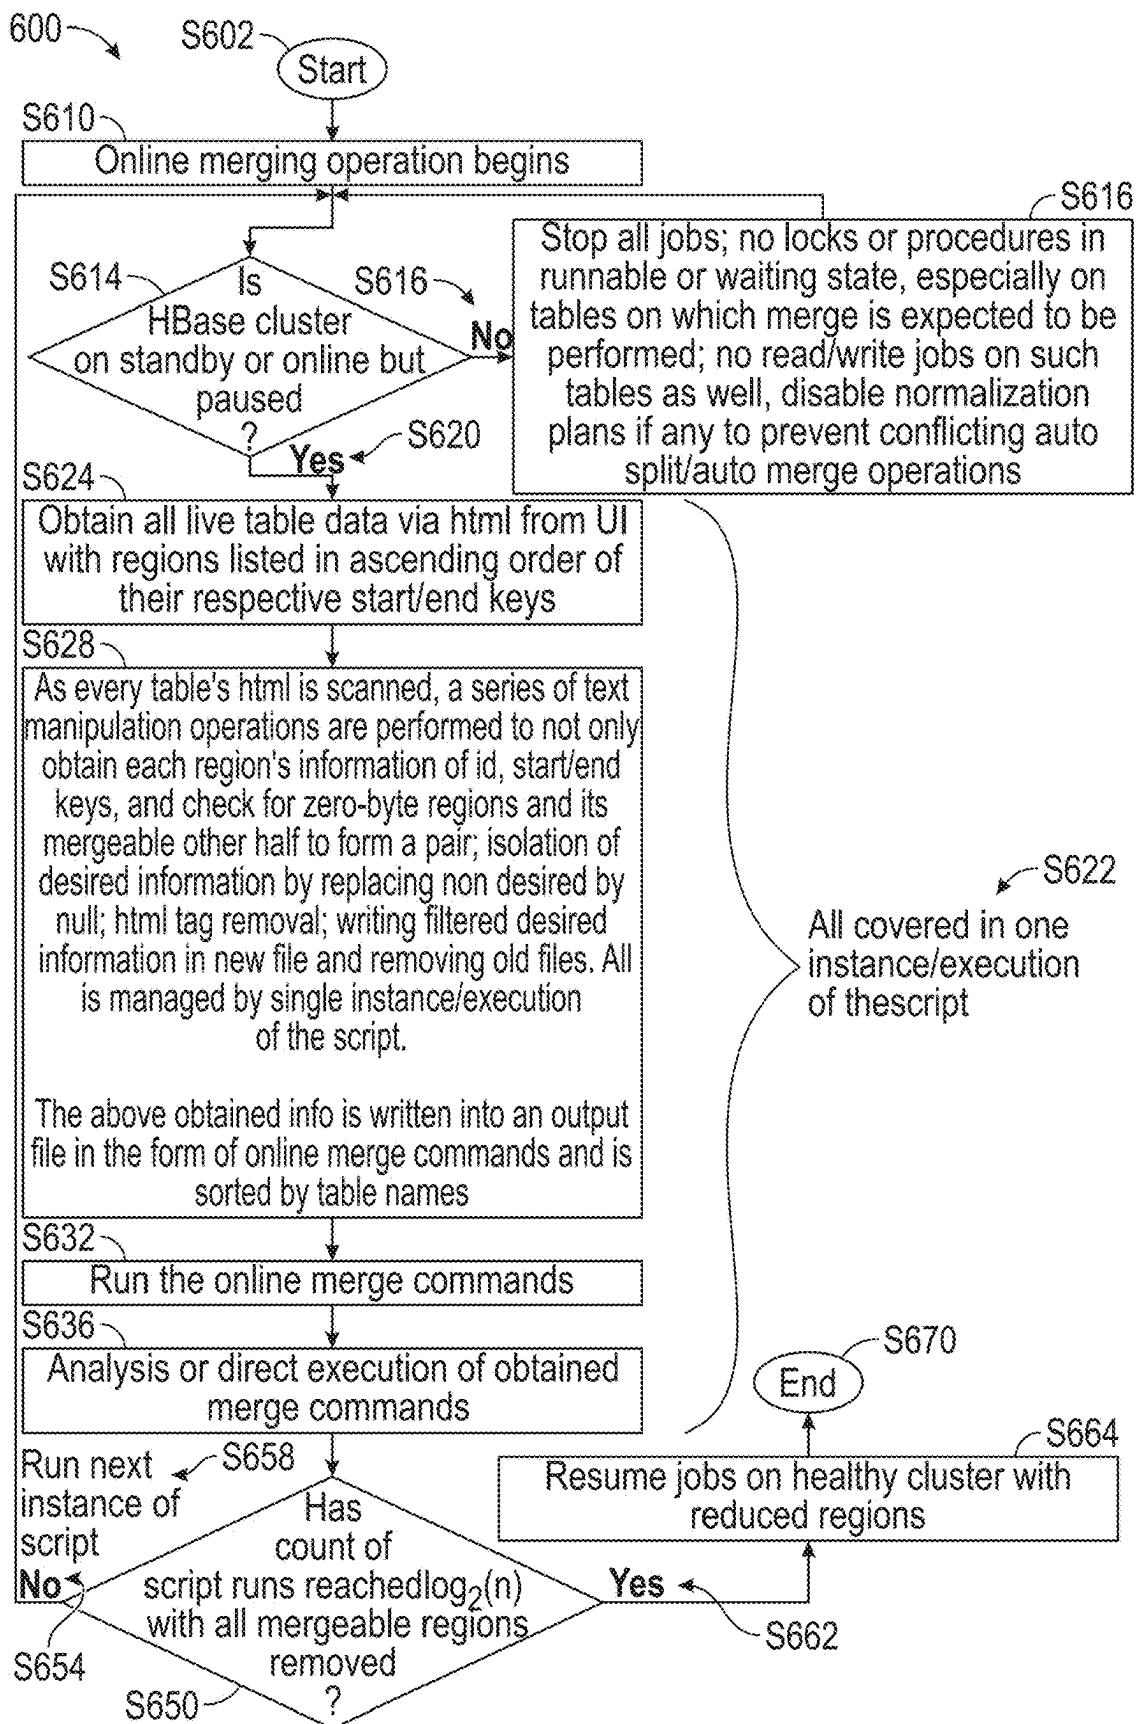 600
S602
Start
S610
Online merging operation begins
S616
Stop all jobs; no locks or procedures in
runnable or waiting state, especially on
tables on which merge is expected to be
performed; no read/write jobs on such
tables as well, disable normalization
plans if any to prevent conflicting auto
split/auto merge operations
S614
Is
HBase cluster
on standby or online but
paused
?
S616
No
Yes
S620
S624
Obtain all live table data via html from UI
with regions listed in ascending order of
their respective start/end keys
S628
As every table's html is scanned, a series of text
manipulation operations are performed to not only
obtain each region's information of id, start/end
keys, and check for zero-byte regions and its
mergeable other half to form a pair; isolation of
desired information by replacing non desired by
null; html tag removal; writing filtered desired
information in new file and removing old files. All
is managed by single instance/execution
of the script.
The above obtained info is written into an output
file in the form of online merge commands and is
sorted by table names
S622
All covered in one
instance/execution
of thescript
S632
Run the online merge commands
S636
Analysis or direct execution of obtained
merge commands
S670
End
S664
Resume jobs on healthy cluster with
reduced regions
Run next
instance of
script
S658
No
S654
Has
count of
script runs reachedlog2(n)
with all mergeable regions
removed
?
S650
Yes
S662